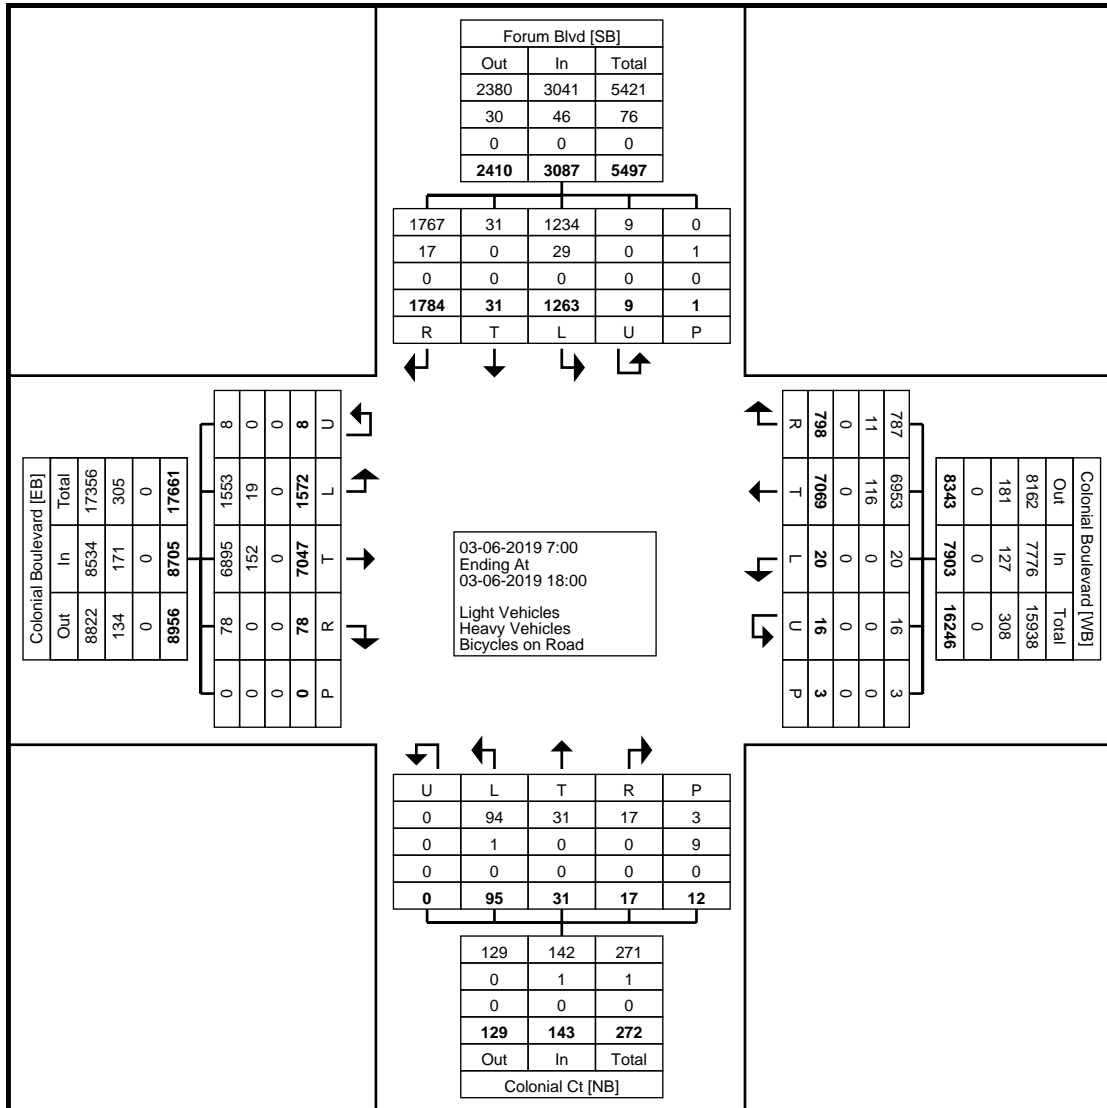 Forum Blvd [SB]
Out In Total
2380 3041 5421
30 46 76
0 0 0
2410 3087 5497
1767 31 1234 9 0
17 0 29 0 1
0 0 0 0 0
1784 31 1263 9 1
R T L U P
Colonial Boulevard [EB]
Total In Out
17356 8534 8822
305 171 134
0 0 0
17661 8705 8956
8 1553 6895 78 0
0 19 152 0 0
0 0 0 0 0
8 1572 7047 78 0
U L T R P
03-06-2019 7:00
Ending At
03-06-2019 18:00
Light Vehicles
Heavy Vehicles
Bicycles on Road
Colonial Boulevard [WB]
Out In Total
8162 7776 15938
181 127 308
0 0 0
8343 7903 16246
787 6953 20 16 3
11 116 0 0 0
0 0 0 0 0
798 7069 20 16 3
R T L U P
U L T R P
0 94 31 17 3
0 1 0 0 9
0 0 0 0 0
0 95 31 17 12
129 142 271
0 1 1
0 0 0
129 143 272
Out In Total
Colonial Ct [NB]